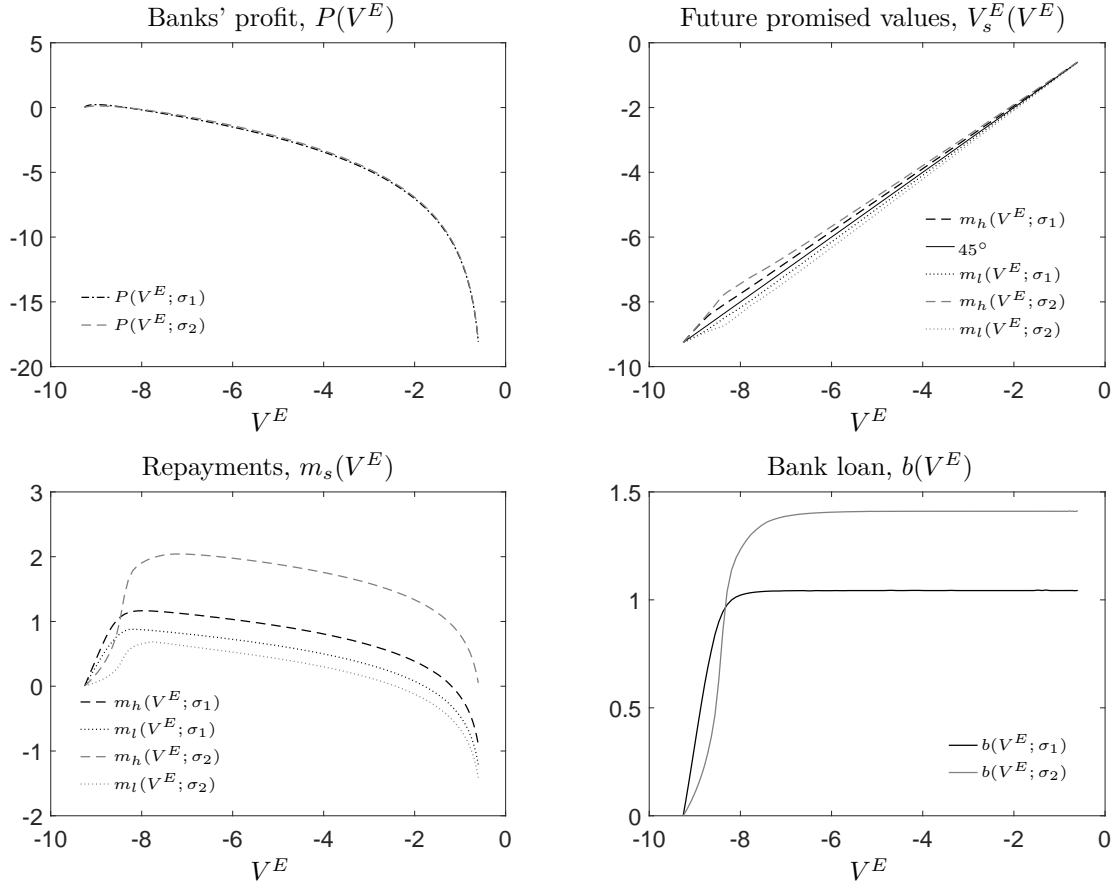 Banks' profit, P(V^E)
5
0
-5
-10
-15
-20
P(V^E; σ₁)
P(V^E; σ₂)
-10 -8 -6 -4 -2 0
V^E
Future promised values, V_s^E(V^E)
0
-2
-4
-6
-8
-10
m_h(V^E; σ₁)
45°
m_l(V^E; σ₁)
m_h(V^E; σ₂)
m_l(V^E; σ₂)
-10 -8 -6 -4 -2 0
V^E
Repayments, m_s(V^E)
3
2
1
0
-1
-2
m_h(V^E; σ₁)
m_l(V^E; σ₁)
m_h(V^E; σ₂)
m_l(V^E; σ₂)
-10 -8 -6 -4 -2 0
V^E
Bank loan, b(V^E)
1.5
1
0.5
0
b(V^E; σ₁)
b(V^E; σ₂)
-10 -8 -6 -4 -2 0
V^E